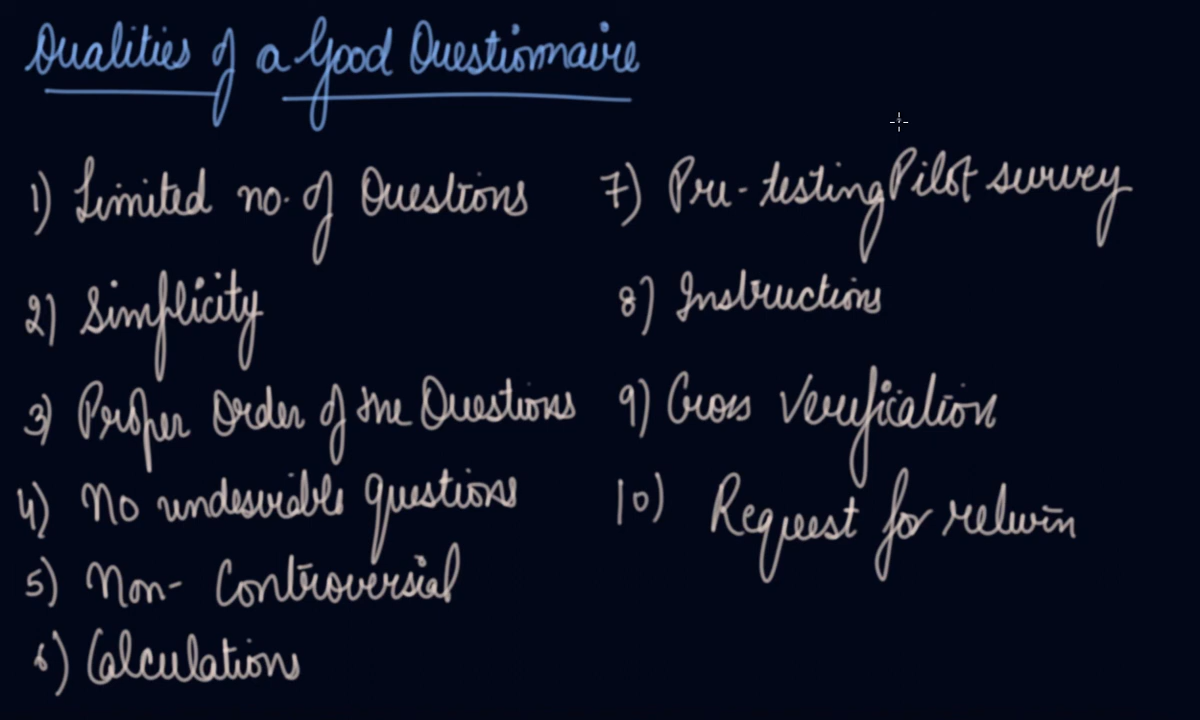 Qualities of a Good Questionnaire
1) Limited no. of Questions
2) Simplicity
3) Proper Order of the Questions
4) No undesirable questions
5) Non- Controversial
6) Calculations
7) Pre-testing Pilot survey
8) Instructions
9) Cross Verification
10) Request for return